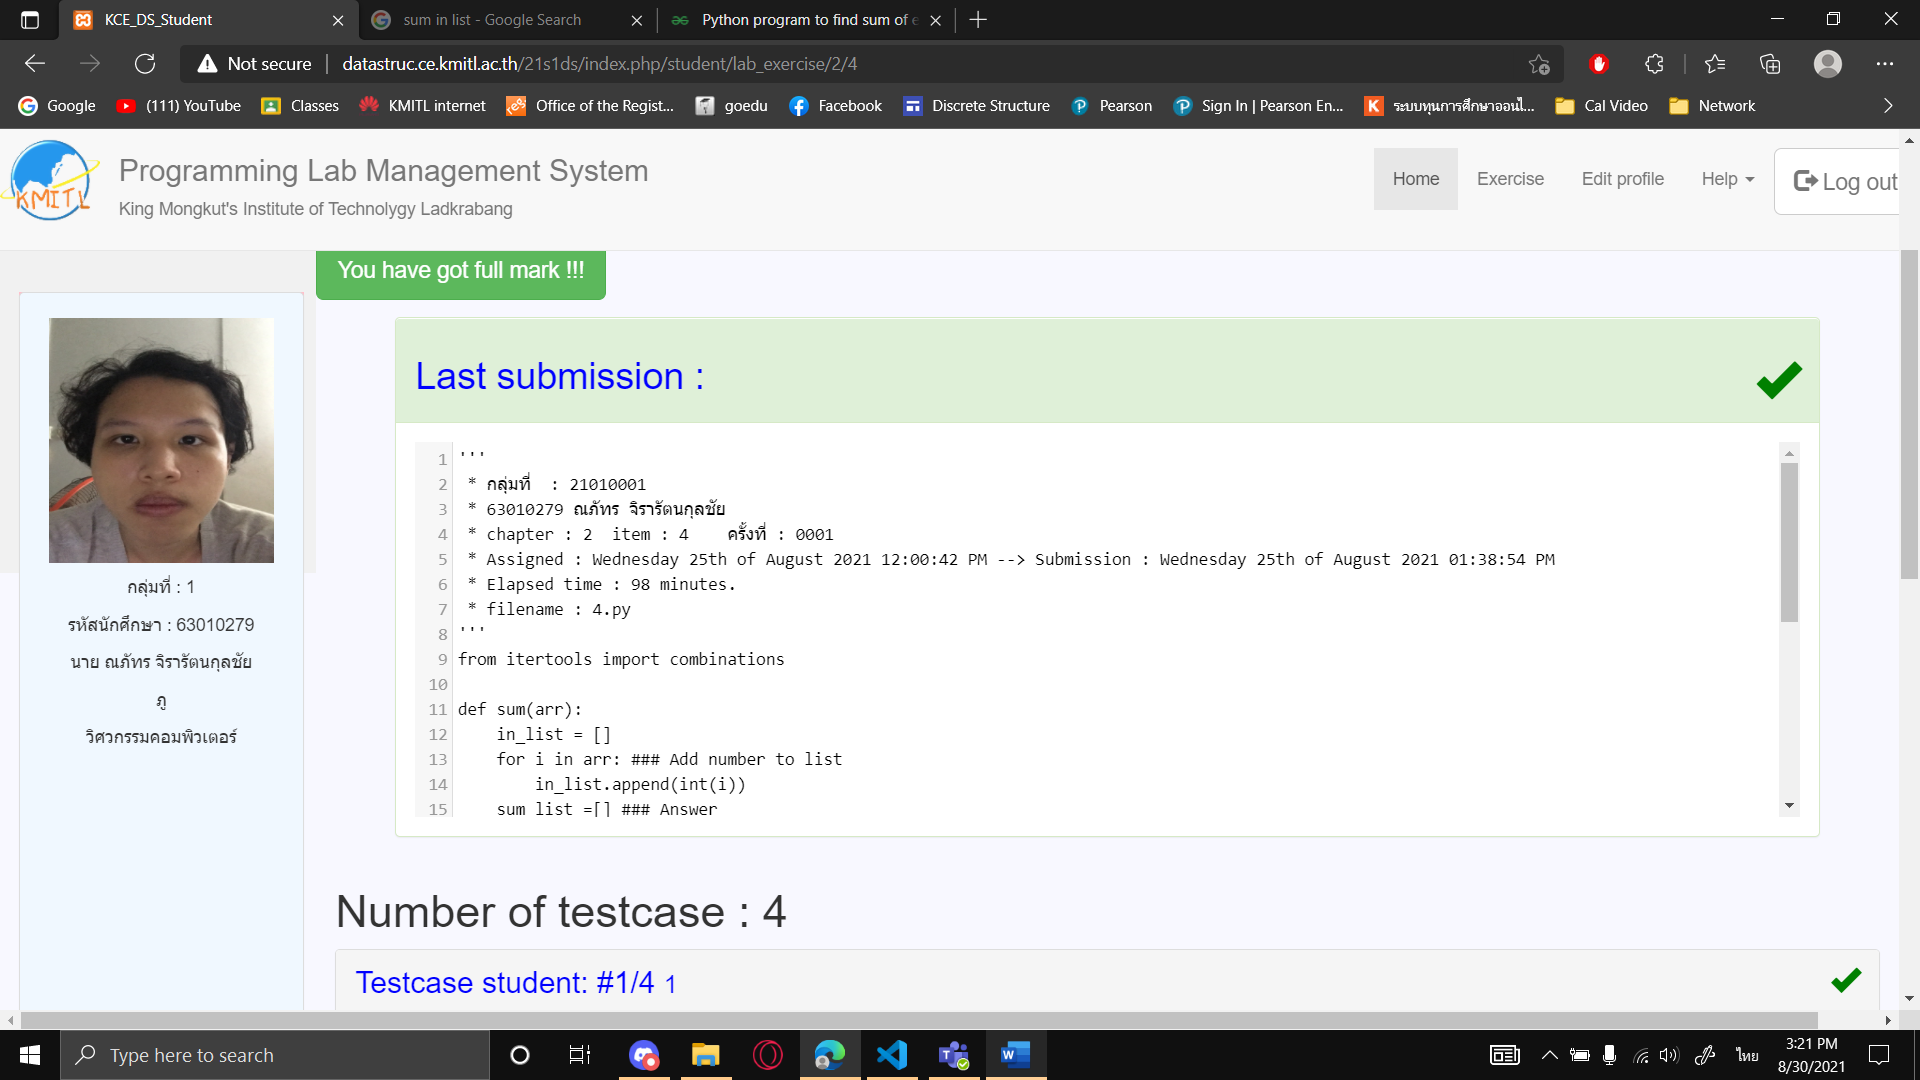 KCE_DS_Student
sum in list - Google Search
Python program to find sum of e
Not secure
datastruc.ce.kmitl.ac.th/21s1ds/index.php/student/lab_exercise/2/4
Google
(111) YouTube
Classes
KMITL internet
Office of the Regist...
goedu
Facebook
Discrete Structure
Pearson
Sign In | Pearson En...
ระบบทุนการศึกษาออนไ...
Cal Video
Network
KMITL
Programming Lab Management System
King Mongkut's Institute of Technolygy Ladkrabang
Home
Exercise
Edit profile
Help
Log out
You have got full mark !!!
กลุ่มที่ : 1
รหัสนักศึกษา : 63010279
นาย ณภัทร จิรารัตนกุลชัย
ภู
วิศวกรรมคอมพิวเตอร์
Last submission :
1 '''
2 * กลุ่มที่ : 21010001
3 * 63010279 ณภัทร จิรารัตนกุลชัย
4 * chapter : 2 item : 4 ครั้งที่ : 0001
5 * Assigned : Wednesday 25th of August 2021 12:00:42 PM --> Submission : Wednesday 25th of August 2021 01:38:54 PM
6 * Elapsed time : 98 minutes.
7 * filename : 4.py
8 '''
9 from itertools import combinations
10
11 def sum(arr):
12 in_list = []
13 for i in arr: ### Add number to list
14 in_list.append(int(i))
15 sum_list =[] ### Answer
Number of testcase : 4
Testcase student: #1/4 1
Type here to search
ไทย
3:21 PM
8/30/2021